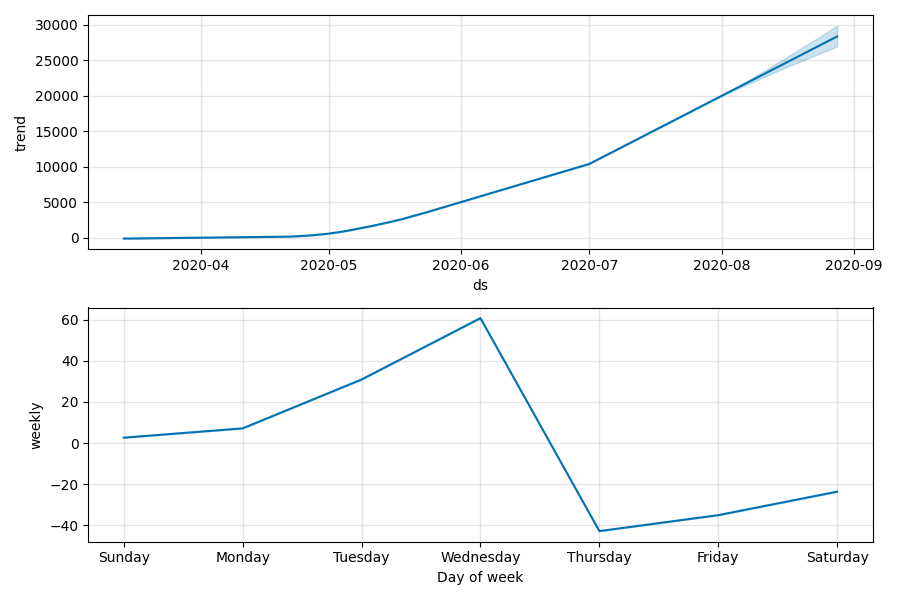 30000
25000
20000
15000
10000
5000
0
trend
2020-04 2020-05 2020-06 2020-07 2020-08 2020-09
ds
60
40
20
0
−20
−40
weekly
Sunday Monday Tuesday Wednesday Thursday Friday Saturday
Day of week